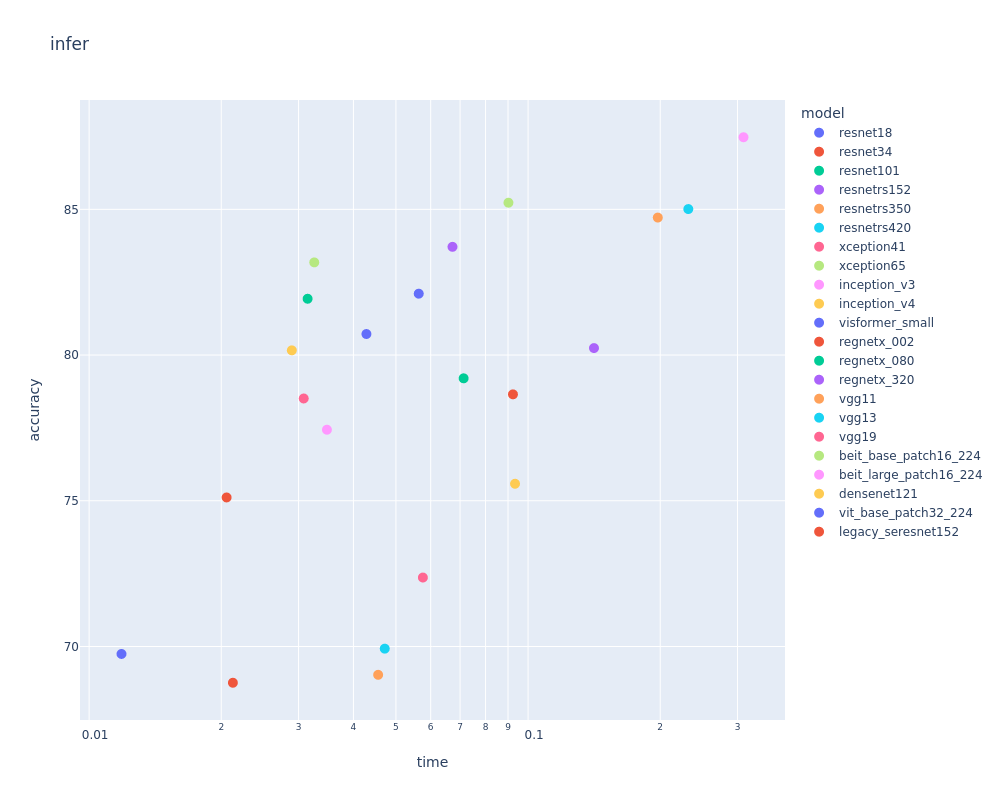 infer
model
resnet18
resnet34
resnet101
resnetrs152
resnetrs350
resnetrs420
xception41
xception65
inception_v3
inception_v4
visformer_small
regnetx_002
regnetx_080
regnetx_320
vgg11
vgg13
vgg19
beit_base_patch16_224
beit_large_patch16_224
densenet121
vit_base_patch32_224
legacy_seresnet152
85
80
75
70
accuracy
0.01 2 3 4 5 6 7 8 9 0.1 2 3
time